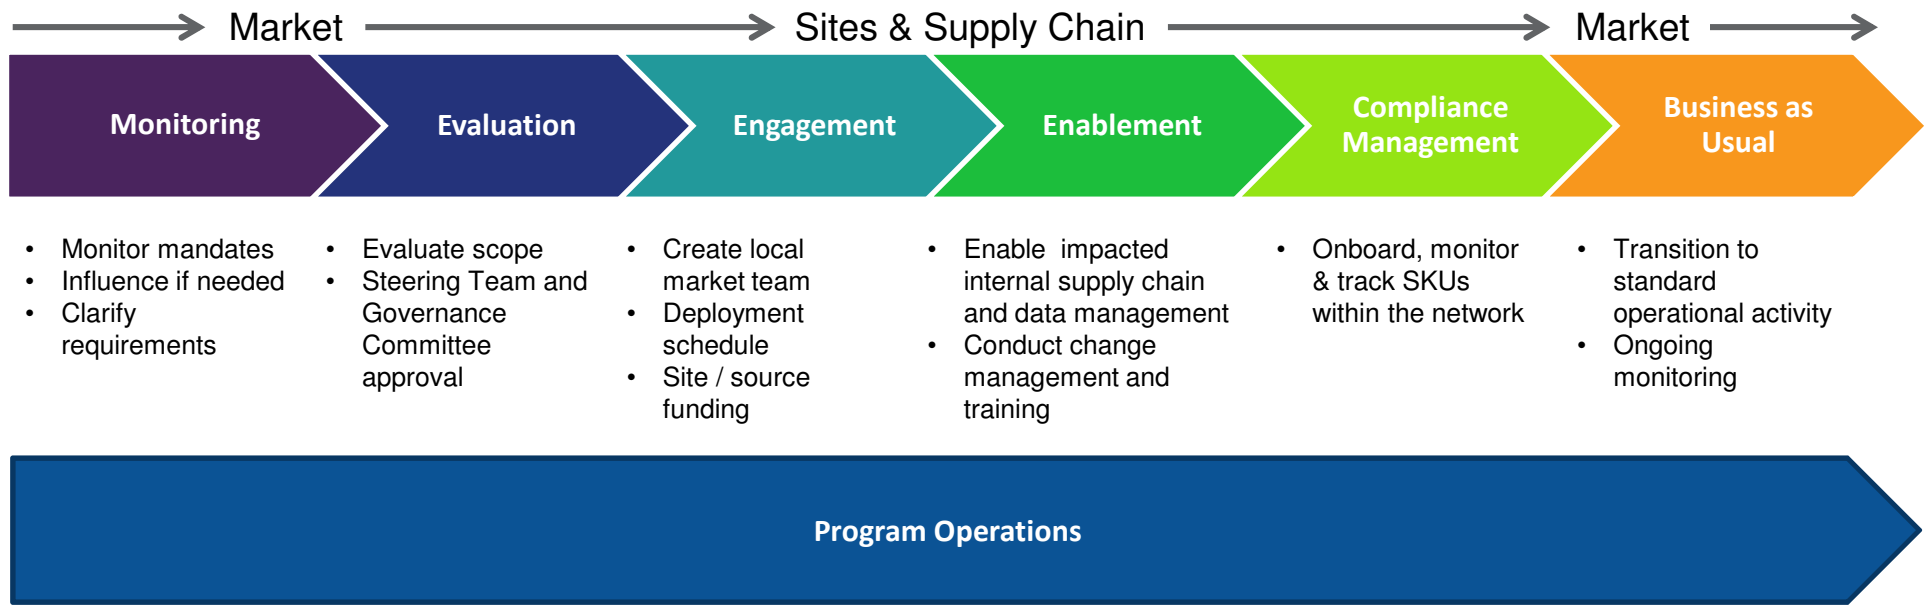 Market
Sites & Supply Chain
Market
Monitoring
Evaluation
Engagement
Enablement
Compliance
Management
Business as
Usual
• Monitor mandates
• Influence if needed
• Clarify
requirements
• Evaluate scope
• Steering Team and
Governance
Committee
approval
• Create local
market team
• Deployment
schedule
• Site / source
funding
• Enable impacted
internal supply chain
and data management
• Conduct change
management and
training
• Onboard, monitor
& track SKUs
within the network
• Transition to
standard
operational activity
• Ongoing
monitoring
Program Operations